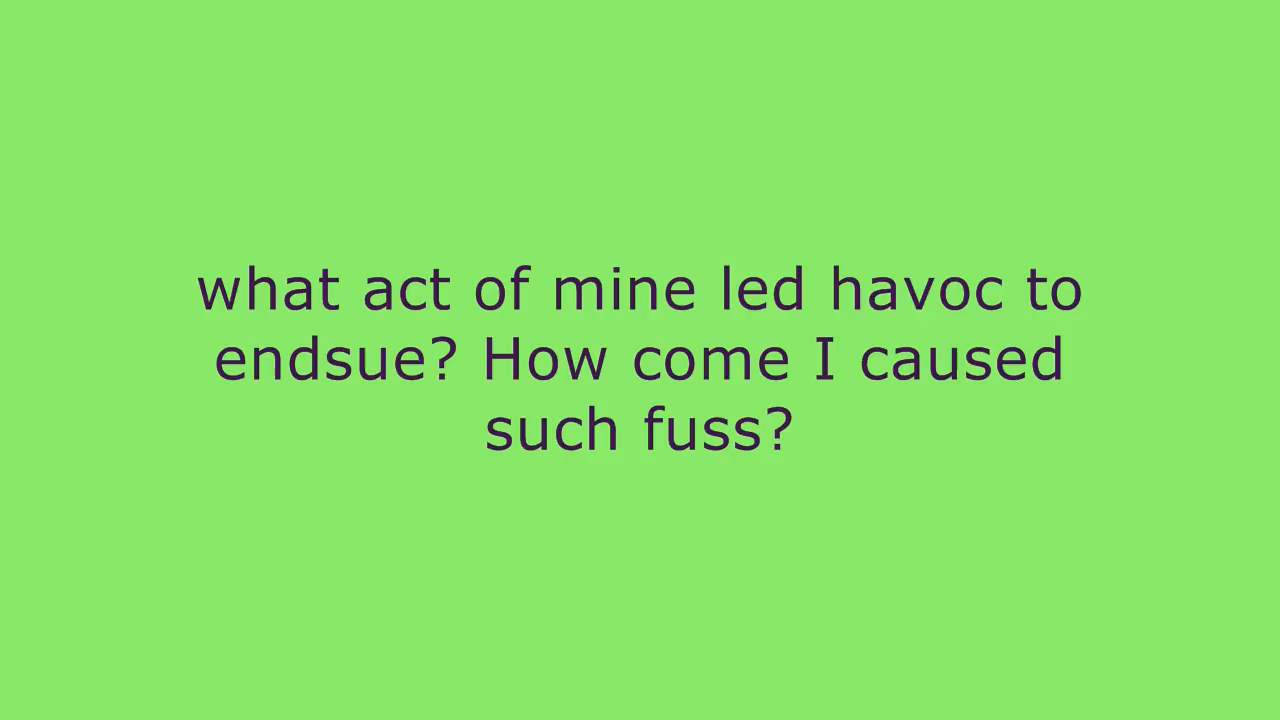 what act of mine led havoc to
endsue? How come I caused
such fuss?